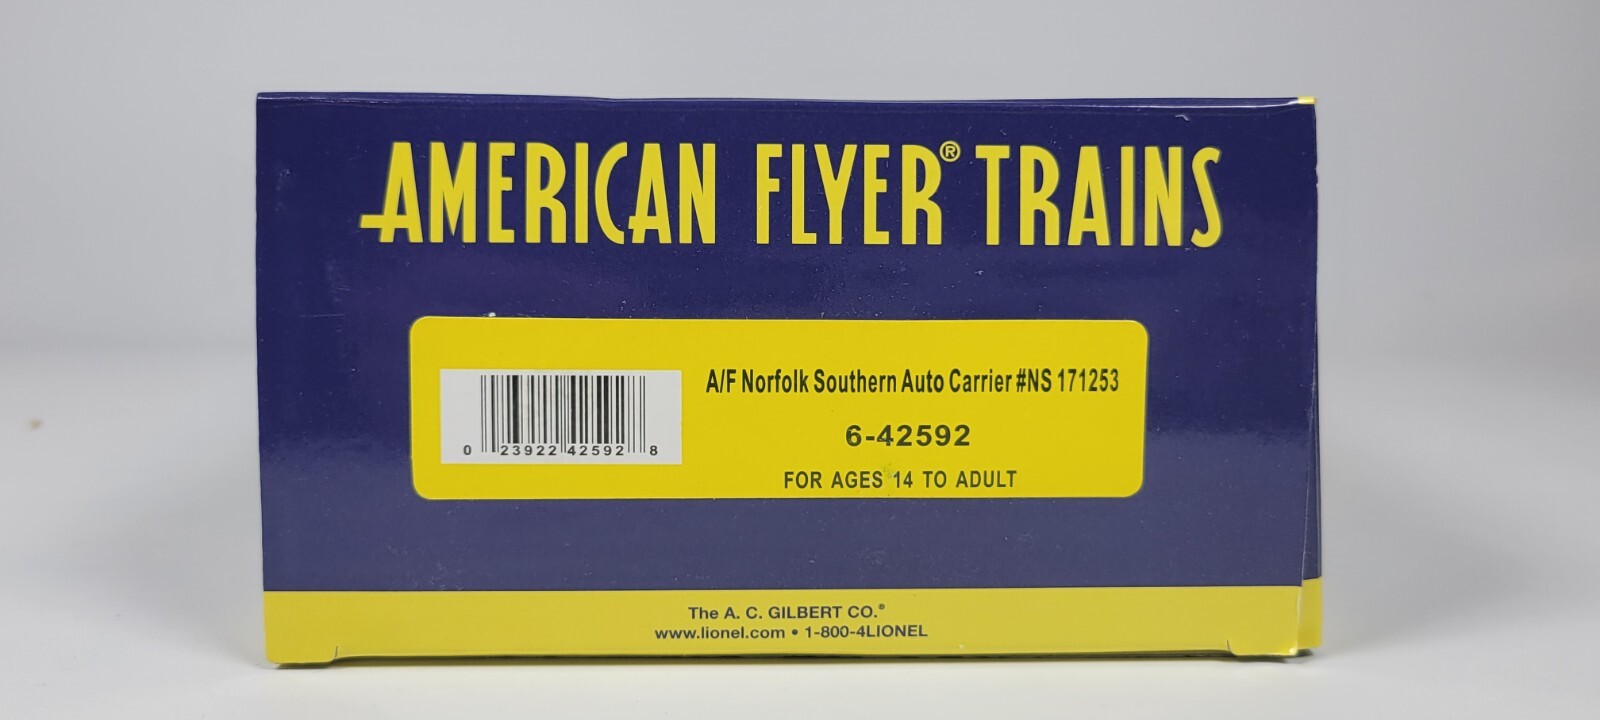 AMERICAN FLYER® TRAINS
A/F Norfolk Southern Auto Carrier #NS 171253
6-42592
FOR AGES 14 TO ADULT
0 23922 42592 8
The A. C. GILBERT CO.®
www.lionel.com • 1-800-4LIONEL